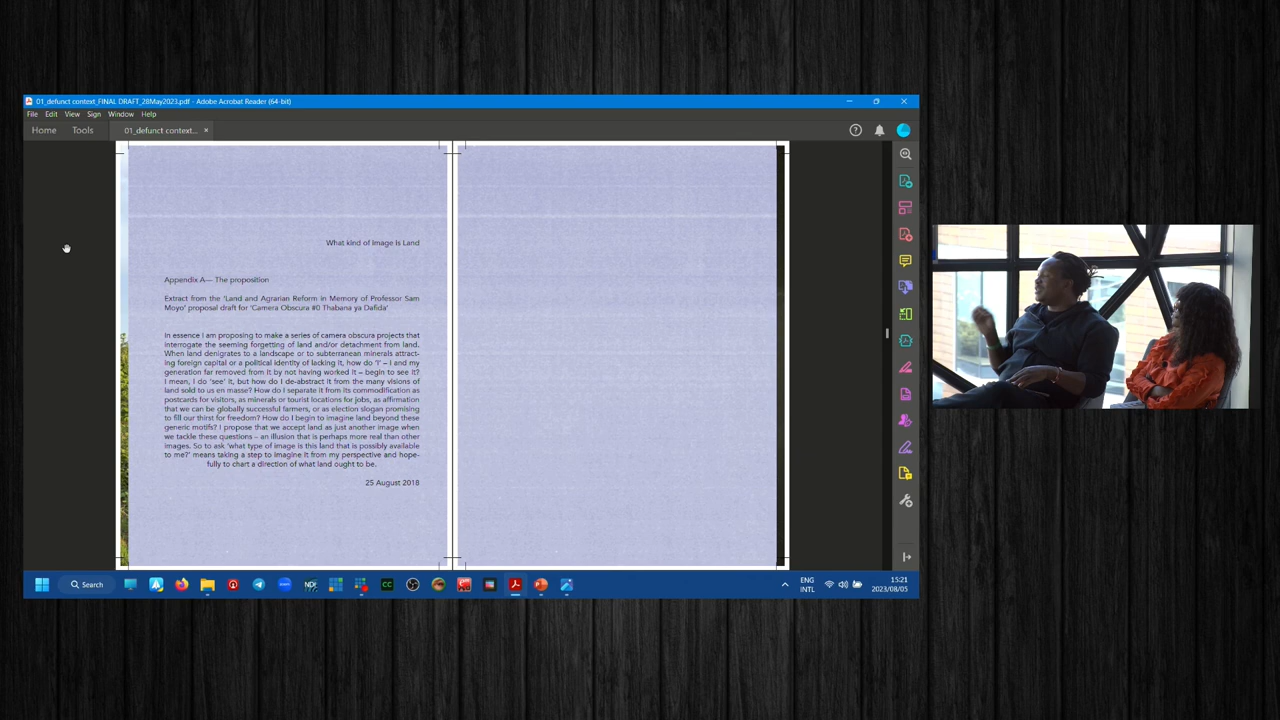 01_defunct context_FINAL DRAFT_28May2023.pdf - Adobe Acrobat Reader (64-bit)
File Edit View Sign Window Help
Home Tools 01_defunct context...
What kind of image is Land
Appendix A— The proposition
Extract from the ‘Land and Agrarian Reform in Memory of Professor Sam
Moyo’ proposal draft for ‘Camera Obscura #0 Thabana ya Dafida’
In essence I am proposing to make a series of camera obscura projects that
interrogate the seeming forgetting of land and/or detachment from land.
When land denigrates to a landscape or to subterranean minerals attract-
ing foreign capital or a political identity of lacking it, how do ‘I’ – i and my
generation far removed from it by not having worked it – begin to see it?
I mean, I do ‘see’ it, but how do I de-abstract it from the many visions of
land sold to us en masse? How do I separate it from its commodification as
postcards for visitors, as minerals or tourist locations for jobs, as affirmation
that we can be globally successful farmers, or as election slogan promising
to fill our thirst for freedom? How do I begin to imagine land beyond these
generic motifs? I propose that we accept land as just another image when
we tackle these questions – an illusion that is perhaps more real than other
images. So to ask ‘what type of image is this land that is possibly available
to me?’ means taking a step to imagine it from my perspective and hope-
fully to chart a direction of what land ought to be.
25 August 2018
Search
NDI
CC
ENG
INTL
15:21
2023/08/05